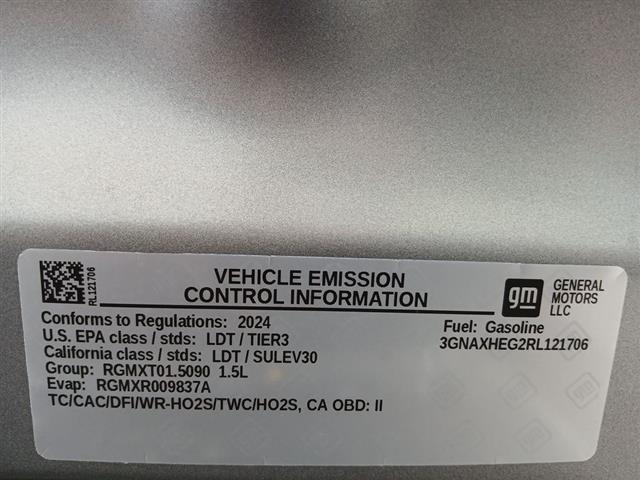 RL121706
VEHICLE EMISSION
CONTROL INFORMATION
gm
GENERAL
MOTORS
LLC
Conforms to Regulations: 2024
U.S. EPA class / stds: LDT / TIER3
California class / stds: LDT / SULEV30
Group: RGMXT01.5090 1.5L
Evap: RGMXR009837A
TC/CAC/DFI/WR-HO2S/TWC/HO2S, CA OBD: II
Fuel: Gasoline
3GNAXHEG2RL121706